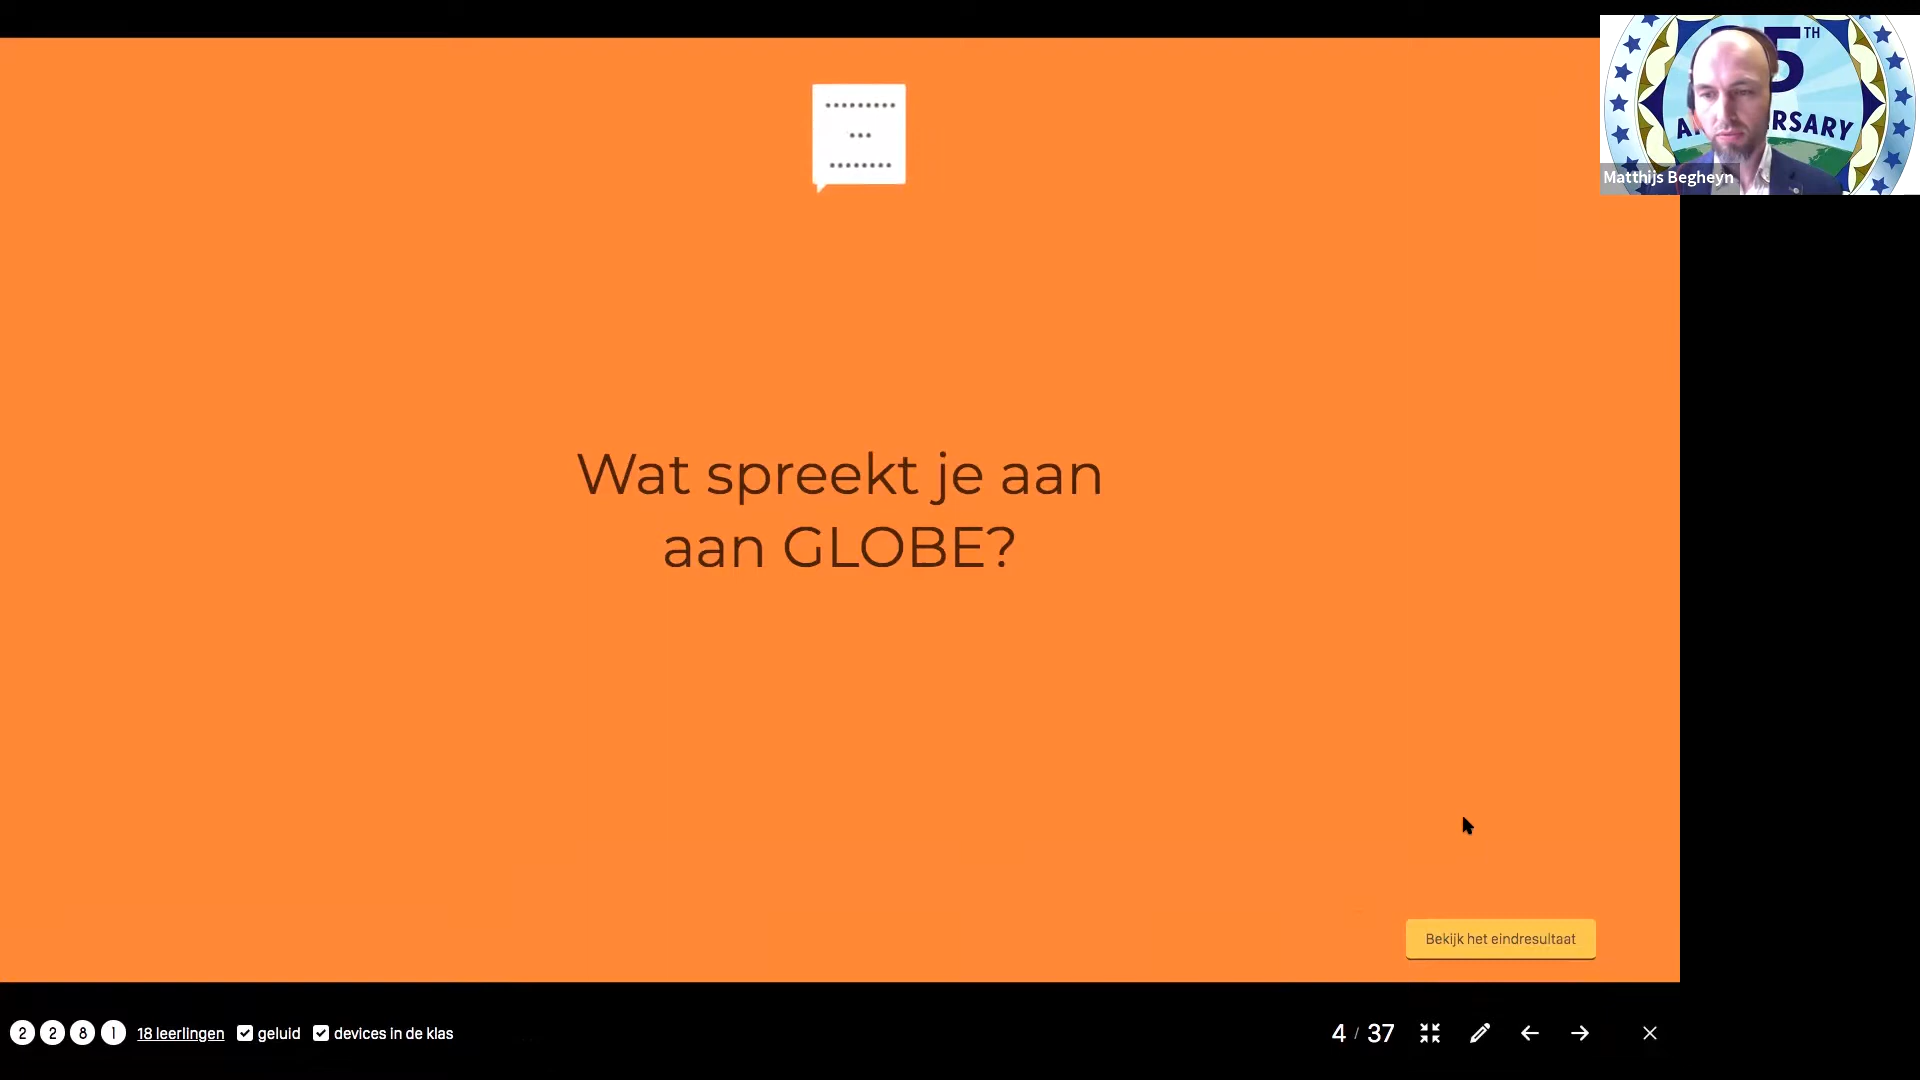 5TH
RSARY
Matthijs Begheyn
Wat spreekt je aan
aan GLOBE?
Bekijk het eindresultaat
2 2 8 1 18 leerlingen geluid devices in de klas
4 / 37